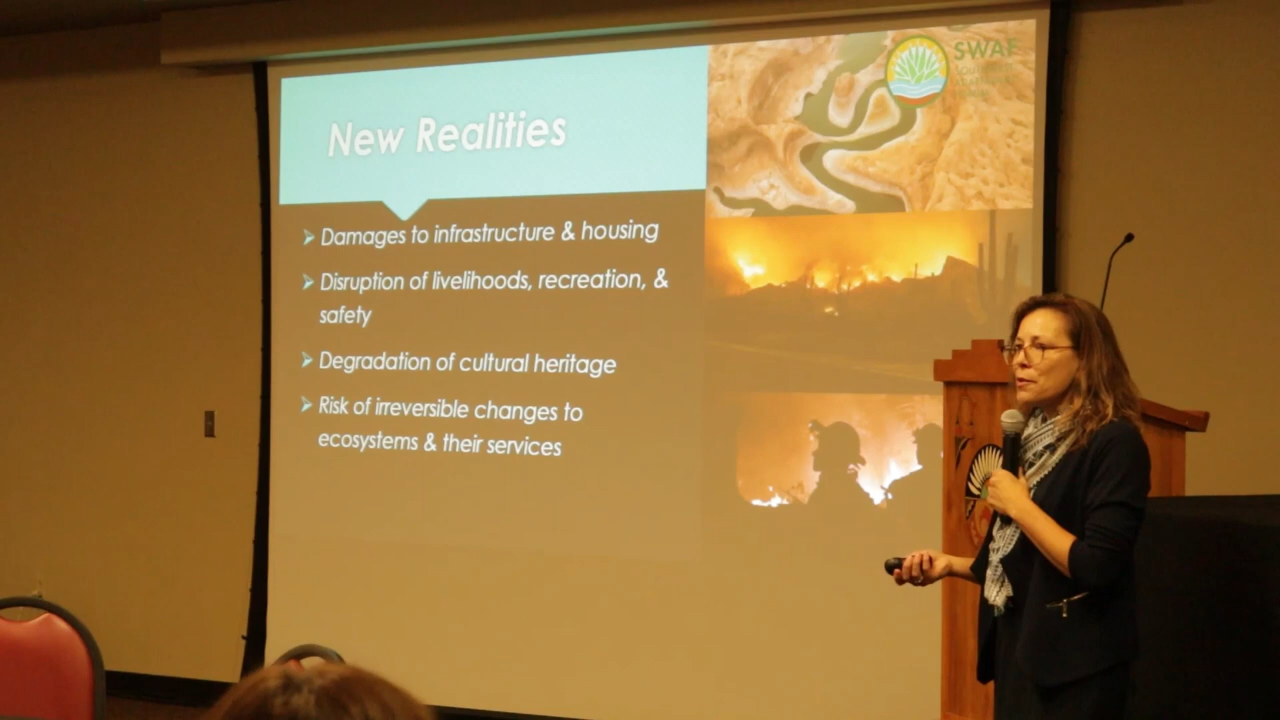 New Realities
Damages to infrastructure & housing
Disruption of livelihoods, recreation, &
safety
Degradation of cultural heritage
Risk of irreversible changes to
ecosystems & their services
SWAF